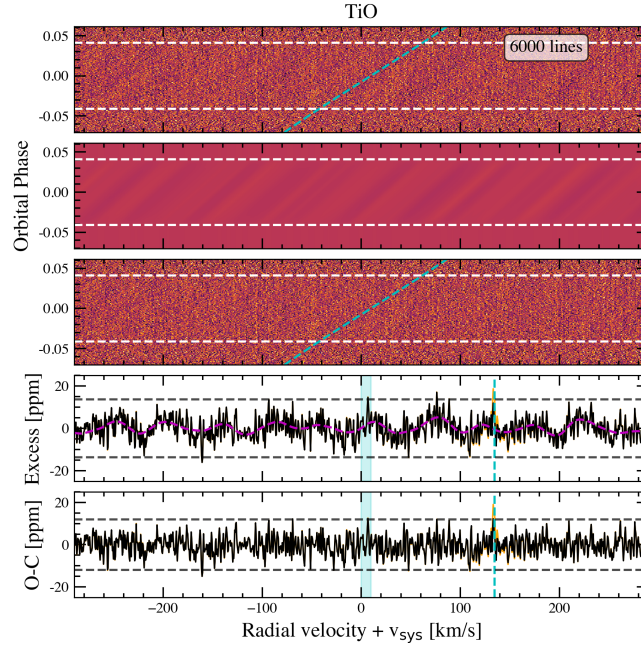 TiO
6000 lines
0.05
0.00
-0.05
0.05
0.00
-0.05
0.05
0.00
-0.05
Orbital Phase
20
0
-20
Excess [ppm]
20
0
-20
O-C [ppm]
−200 −100 0 100 200
Radial velocity + vsys [km/s]